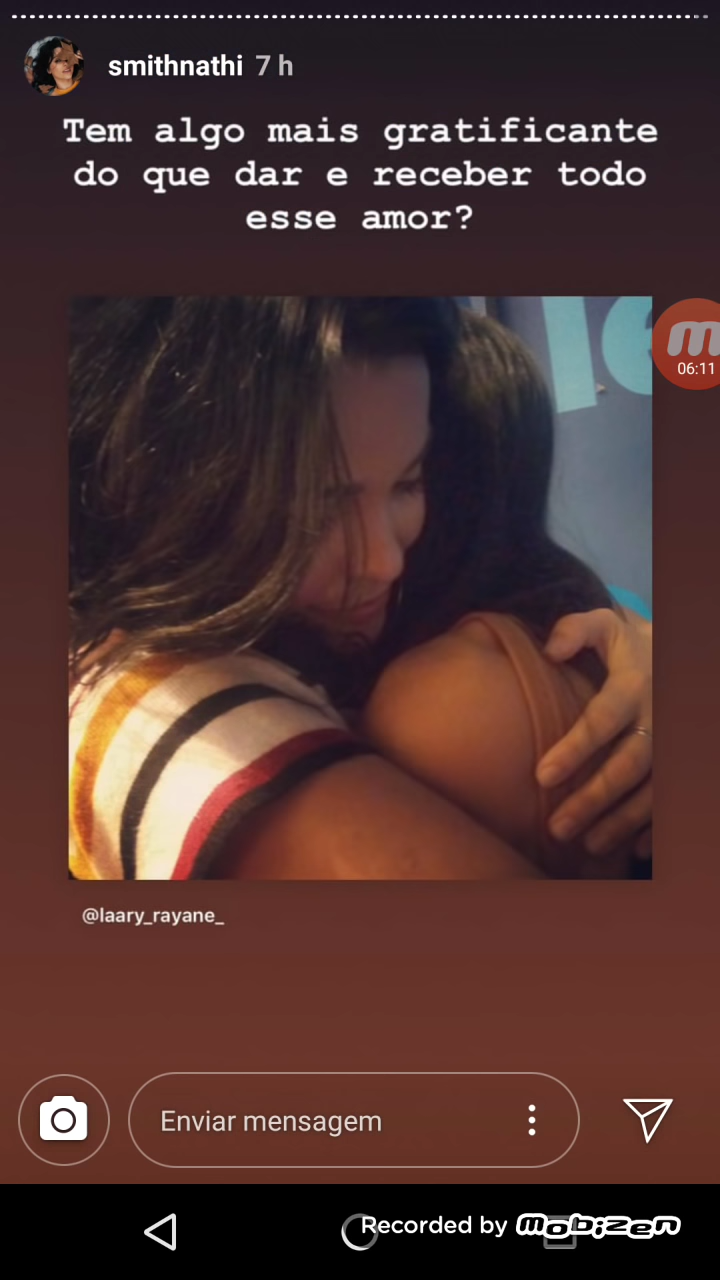 smithnathi 7 h
Tem algo mais gratificante
do que dar e receber todo
esse amor?
le
m
06:11
@laary_rayane_
Enviar mensagem
Recorded by mobizen